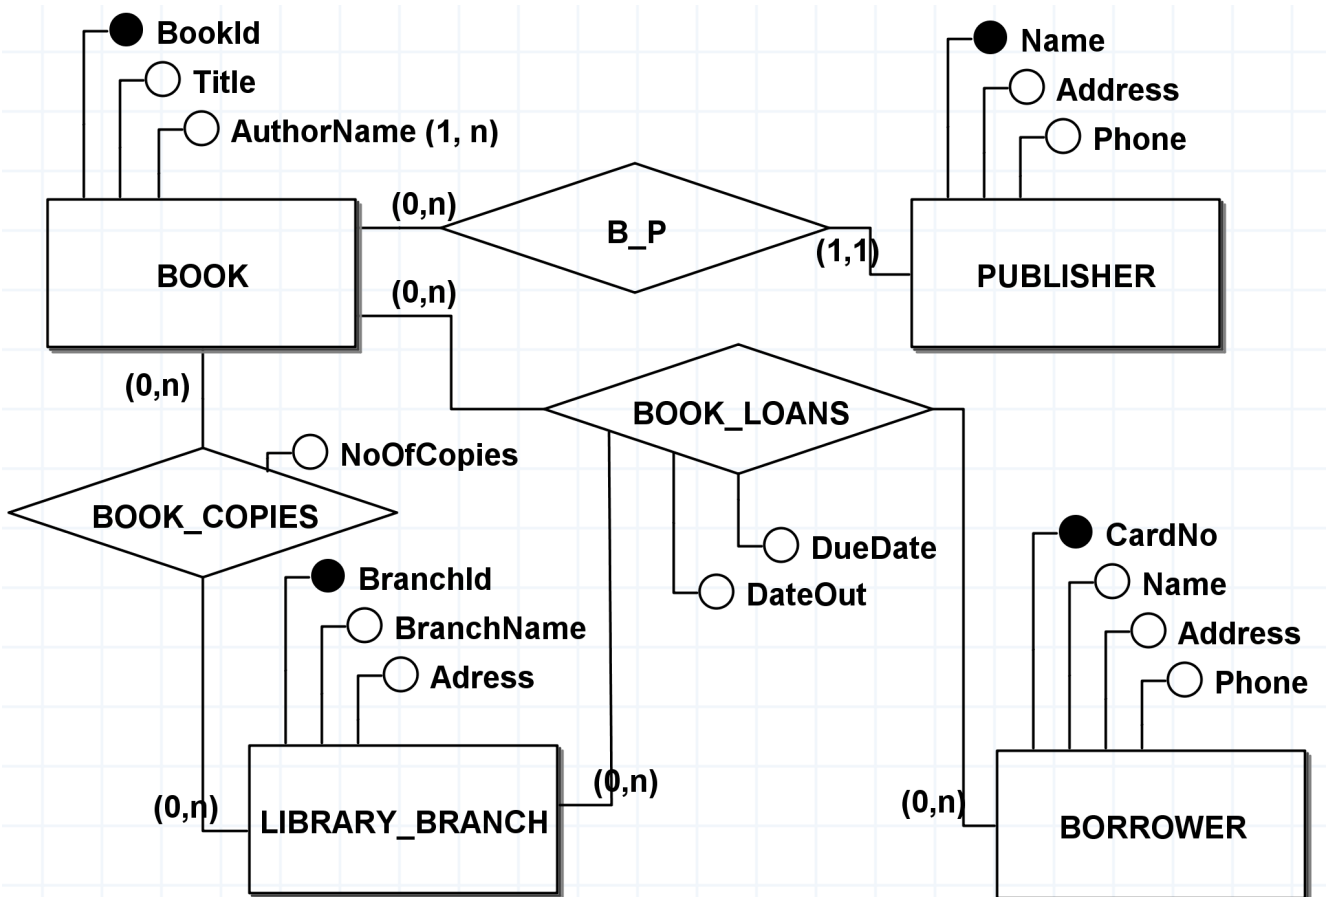 BookId
Title
AuthorName (1, n)
Name
Address
Phone
BOOK
(0,n)
B_P
(1,1)
PUBLISHER
(0,n)
(0,n)
BOOK_LOANS
NoOfCopies
BOOK_COPIES
DueDate
DateOut
BranchId
BranchName
Adress
CardNo
Name
Address
Phone
(0,n)
LIBRARY_BRANCH
(0,n)
(0,n)
BORROWER